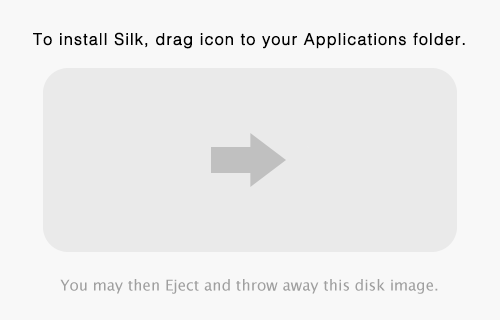 To install Silk, drag icon to your Applications folder.
You may then Eject and throw away this disk image.